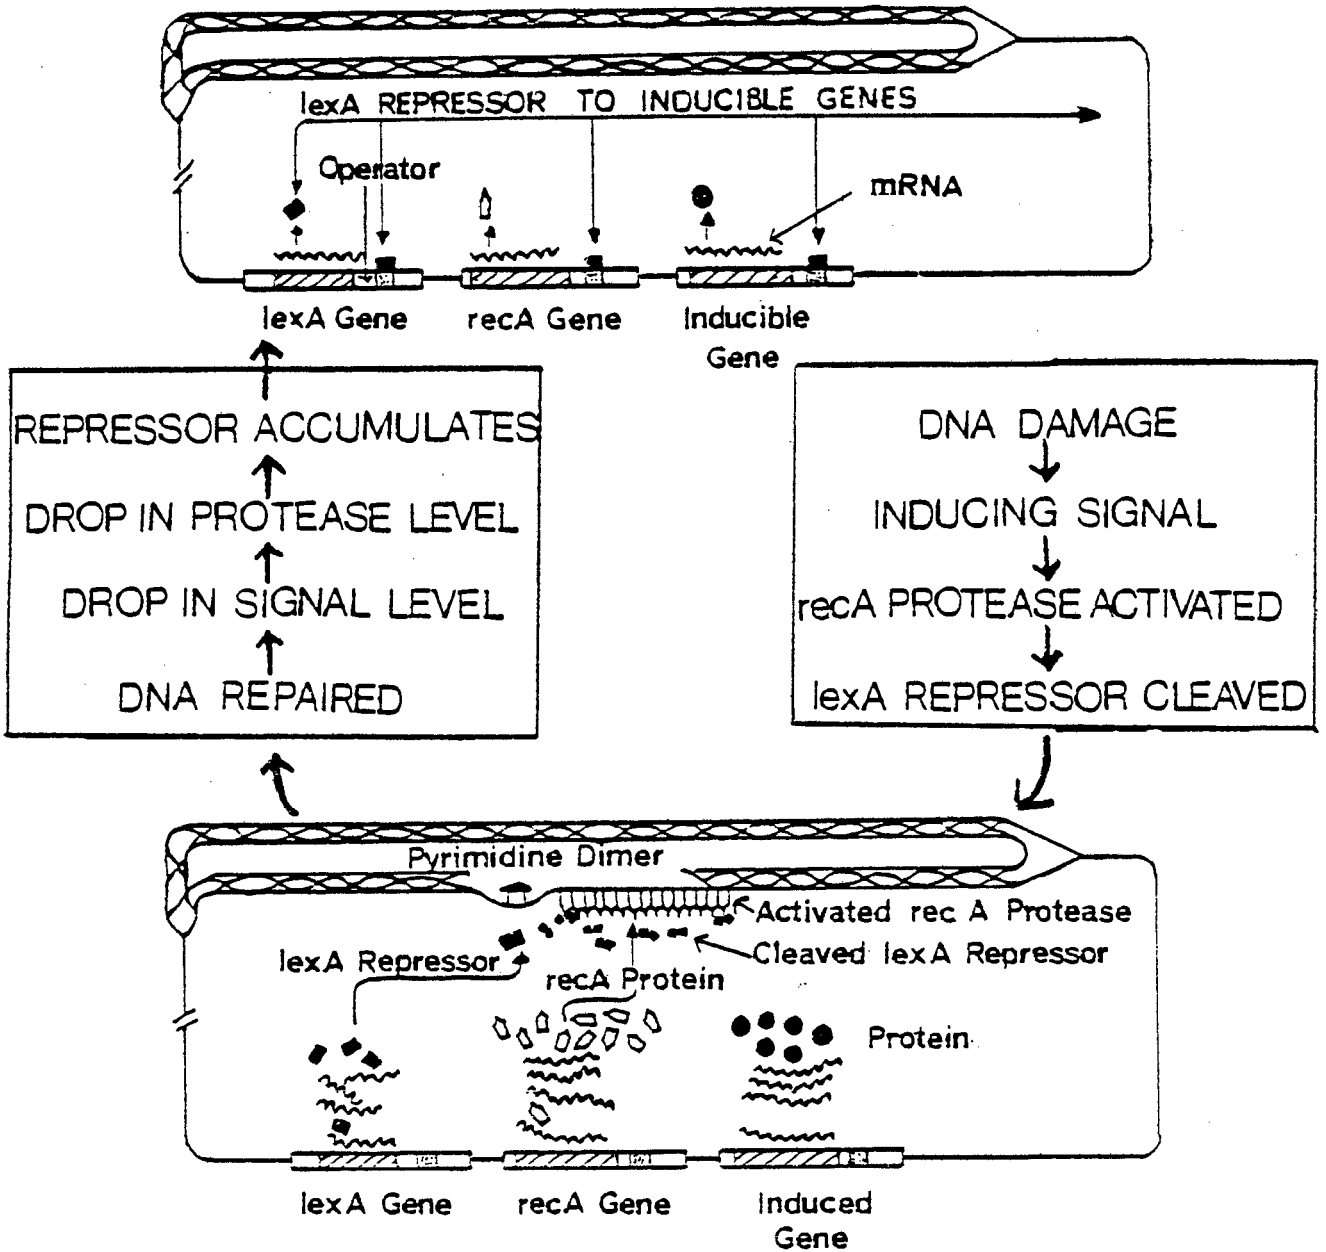 lexA REPRESSOR TO INDUCIBLE GENES
Operator
mRNA
lexA Gene
recA Gene
Inducible
Gene
REPRESSOR ACCUMULATES
DROP IN PROTEASE LEVEL
DROP IN SIGNAL LEVEL
DNA REPAIRED
DNA DAMAGE
INDUCING SIGNAL
recA PROTEASE ACTIVATED
lexA REPRESSOR CLEAVED
Pyrimidine Dimer
Activated rec A Protease
Cleaved lexA Repressor
lexA Repressor
recA Protein
Protein
lexA Gene
recA Gene
Induced
Gene